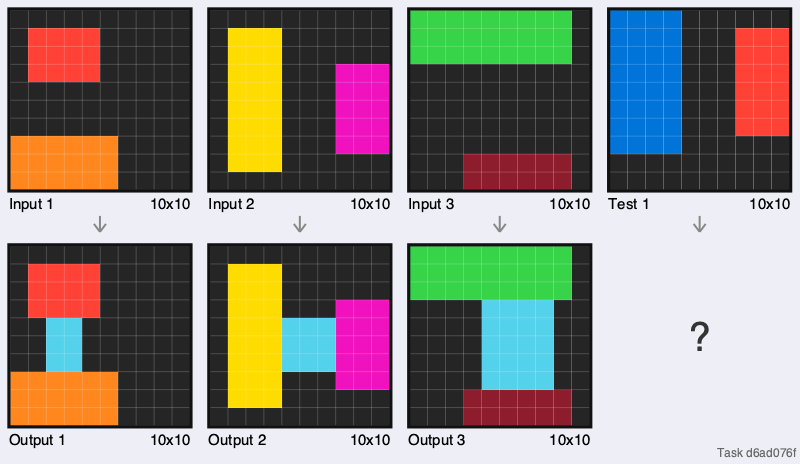 Input 1 10x10 Input 2 10x10 Input 3 10x10 Test 1 10x10
?
Output 1 10x10 Output 2 10x10 Output 3 10x10
Task d6ad076f